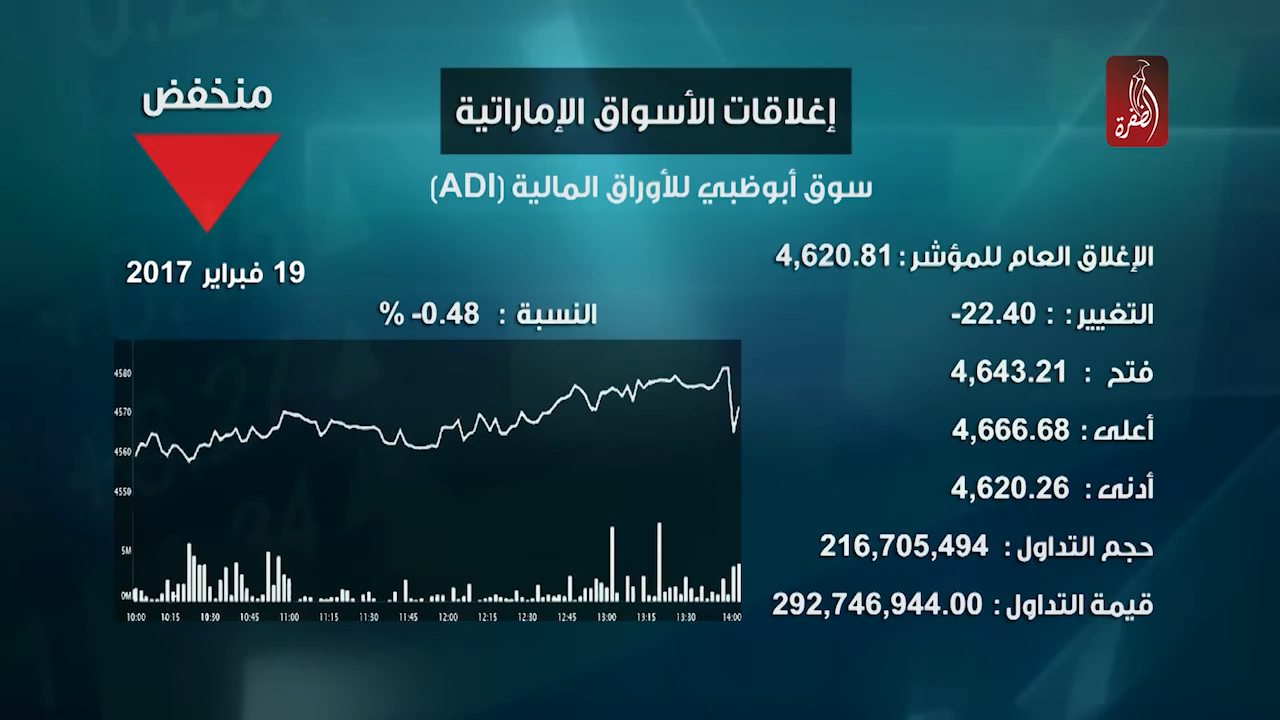 إغلاقات الأسواق الإماراتية
سوق أبوظبي للأوراق المالية (ADI)
الظفرة
منخفض
19 فبراير 2017
الإغلاق العام للمؤشر : 4,620.81
التغيير : : 22.40-
النسبة : 0.48- %
فتح : 4,643.21
أعلى : 4,666.68
أدنى : 4,620.26
حجم التداول : 216,705,494
قيمة التداول : 292,746,944.00
4580
4570
4560
4550
5M
0M
10:00 10:15 10:30 10:45 11:00 11:15 11:30 11:45 12:00 12:15 12:30 12:45 13:00 13:15 13:30 14:00